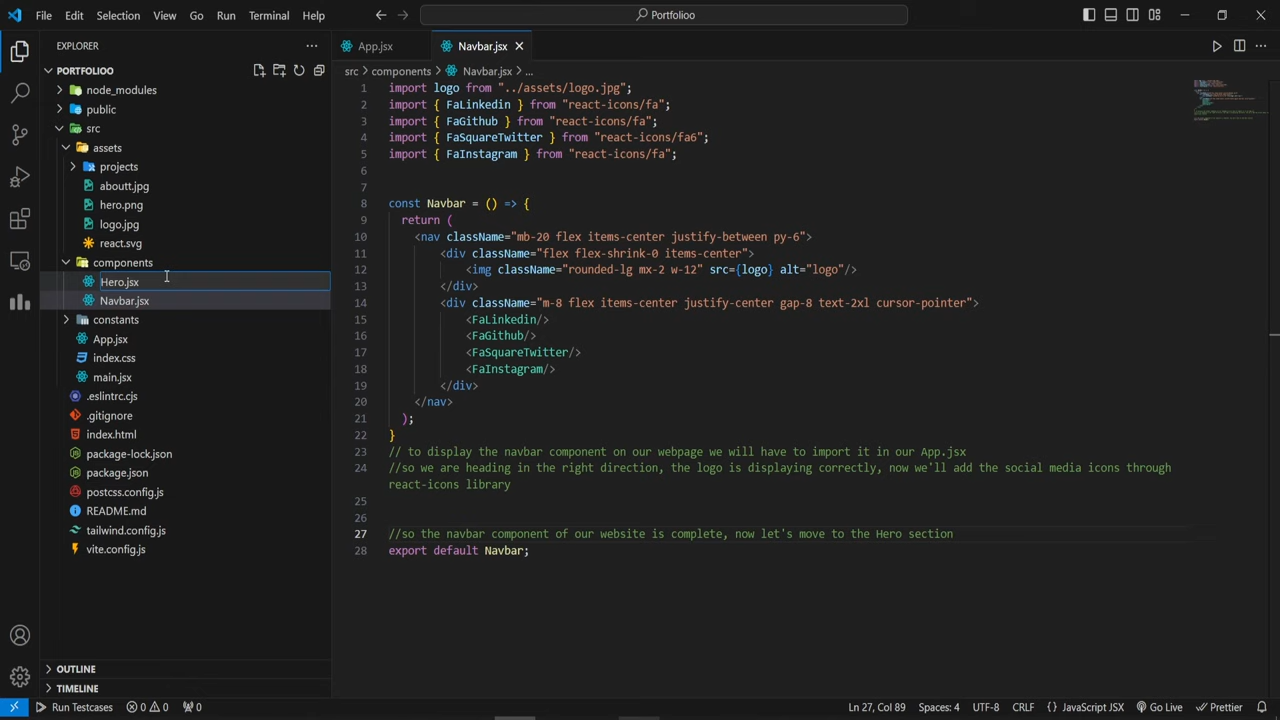 File Edit Selection View Go Run Terminal Help
Portfolioo
EXPLORER
PORTFOLIOO
node_modules
public
src
assets
projects
aboutt.jpg
hero.png
logo.jpg
react.svg
components
Hero.jsx
Navbar.jsx
constants
App.jsx
index.css
main.jsx
.eslintrc.cjs
.gitignore
index.html
package-lock.json
package.json
postcss.config.js
README.md
tailwind.config.js
vite.config.js
OUTLINE
TIMELINE
App.jsx Navbar.jsx
src components Navbar.jsx ...
1 import logo from "../assets/logo.jpg";
2 import { FaLinkedin } from "react-icons/fa";
3 import { FaGithub } from "react-icons/fa";
4 import { FaSquareTwitter } from "react-icons/fa6";
5 import { FaInstagram } from "react-icons/fa";
6
7
8 const Navbar = () => {
9 return (
10 <nav className="mb-20 flex items-center justify-between py-6">
11 <div className="flex flex-shrink-0 items-center">
12 <img className="rounded-lg mx-2 w-12" src={logo} alt="logo"/>
13 </div>
14 <div className="m-8 flex items-center justify-center gap-8 text-2xl cursor-pointer">
15 <FaLinkedin/>
16 <FaGithub/>
17 <FaSquareTwitter/>
18 <FaInstagram/>
19 </div>
20 </nav>
21 );
22 }
23 // to display the navbar component on our webpage we will have to import it in our App.jsx
24 //so we are heading in the right direction, the logo is displaying correctly, now we'll add the social media icons through
react-icons library
25
26
27 //so the navbar component of our website is complete, now let's move to the Hero section
28 export default Navbar;
Run Testcases 0 0 0 Ln 27, Col 89 Spaces: 4 UTF-8 CRLF {} JavaScript JSX Go Live Prettier